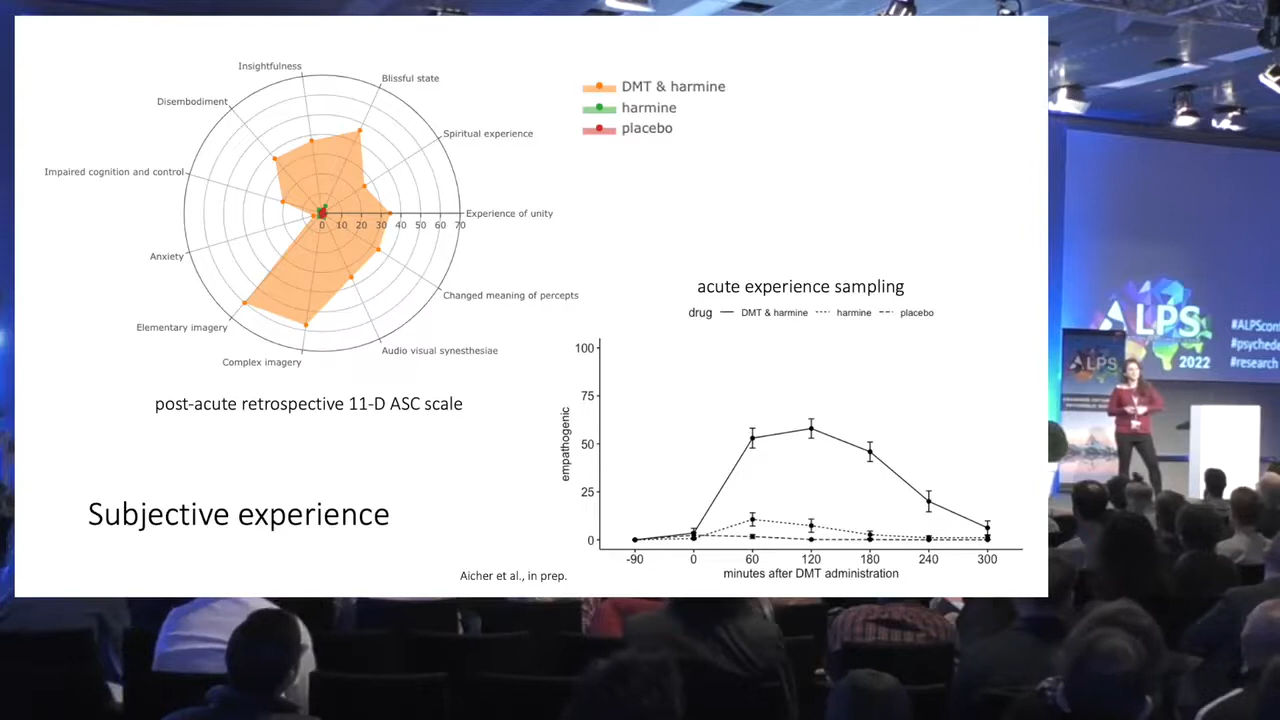 Insightfulness
Blissful state
Disembodiment
Spiritual experience
Impaired cognition and control
0 10 20 30 40 50 60 70
Experience of unity
Anxiety
Changed meaning of percepts
Elementary imagery
Audio visual synesthesiae
Complex imagery
DMT & harmine
harmine
placebo
post-acute retrospective 11-D ASC scale
Subjective experience
acute experience sampling
drug DMT & harmine harmine placebo
100
75
50
25
0
empathogenic
-90 0 60 120 180 240 300
minutes after DMT administration
Aicher et al., in prep.
ALPS
2022
#ALPScon
#psychede
#research
ALPS